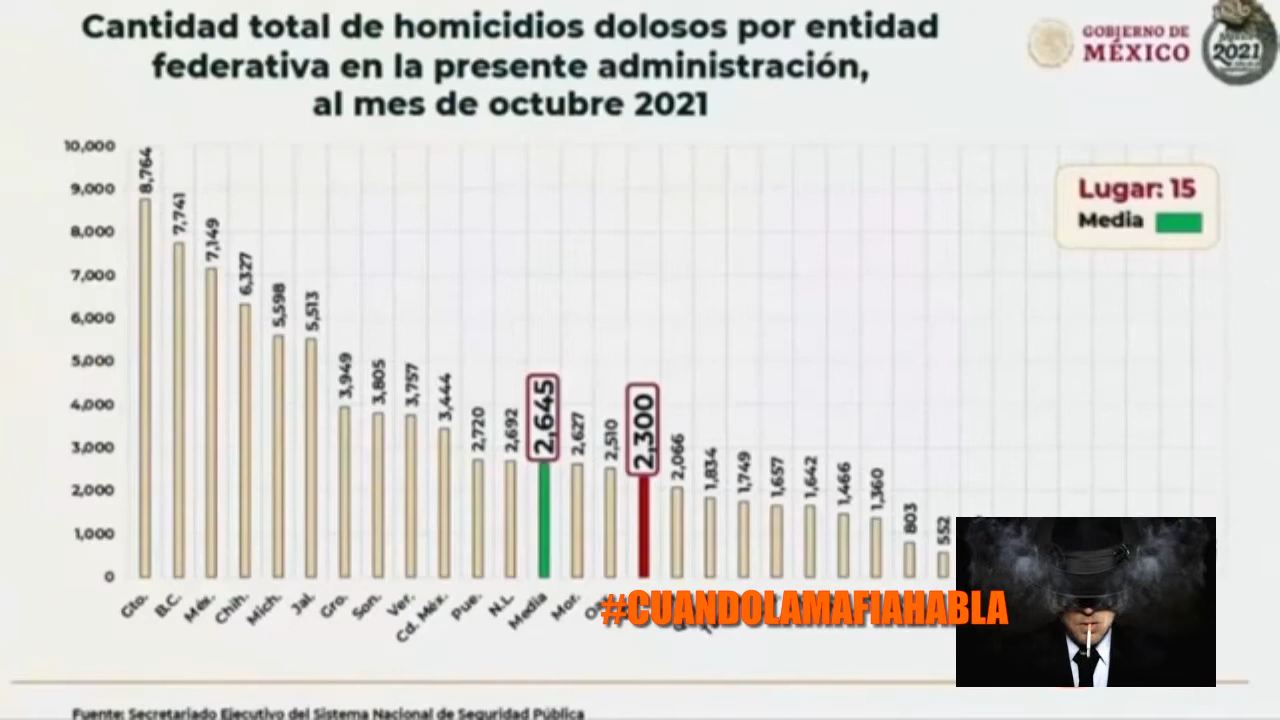 Cantidad total de homicidios dolosos por entidad
federativa en la presente administración,
al mes de octubre 2021
GOBIERNO DE
MÉXICO
2021
Lugar: 15
Media
10,000
9,000
8,000
7,000
6,000
5,000
4,000
3,000
2,000
1,000
0
8,764
7,741
7,149
6,327
5,598
5,513
3,949
3,805
3,757
3,444
2,720
2,692
2,645
2,627
2,510
2,300
2,066
1,834
1,749
1,657
1,642
1,466
1,360
803
552
Gto.
B.C.
Méx.
Chih.
Mich.
Jal.
Gro.
Son.
Ver.
Cd. Méx.
Pue.
N.L.
Media
Mor.
#CUANDOLAMAFIAHABLA
Fuente: Secretariado Ejecutivo del Sistema Nacional de Seguridad Pública